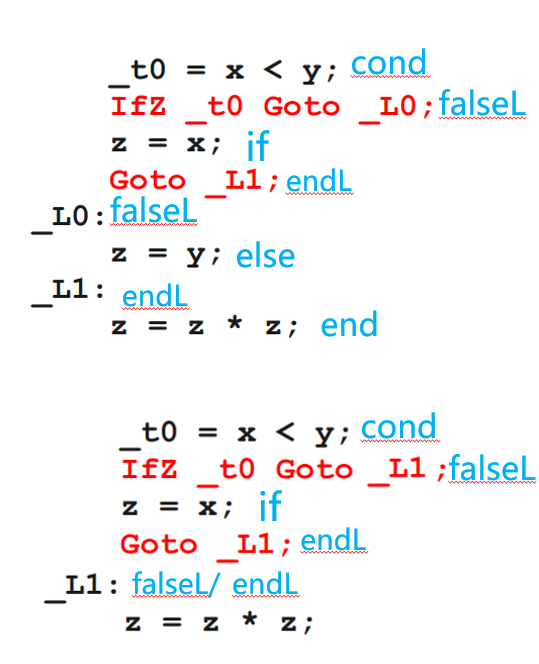 _t0 = x < y; cond
IfZ _t0 Goto _L0; falseL
z = x; if
Goto _L1; endL
_L0: falseL
z = y; else
_L1: endL
z = z * z; end
_t0 = x < y; cond
IfZ _t0 Goto _L1 ; falseL
z = x; if
Goto _L1; endL
_L1: falseL/ endL
z = z * z;